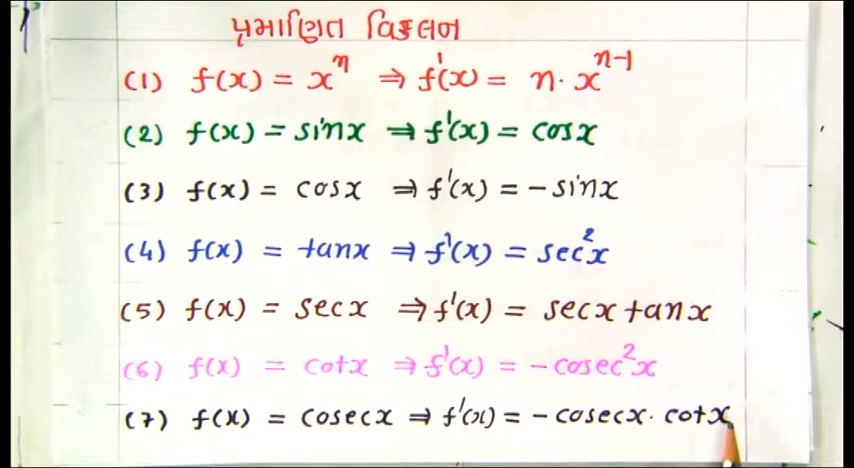 પ્રમાણિત વિકલન
(1) f(x) = xⁿ ⇒ f'(x) = n · xⁿ⁻¹
(2) f(x) = sinx ⇒ f'(x) = cosx
(3) f(x) = cosx ⇒ f'(x) = - sinx
(4) f(x) = tanx ⇒ f'(x) = sec²x
(5) f(x) = secx ⇒ f'(x) = secx tanx
(6) f(x) = cotx ⇒ f'(x) = - cosec²x
(7) f(x) = cosecx ⇒ f'(x) = - cosecx · cotx